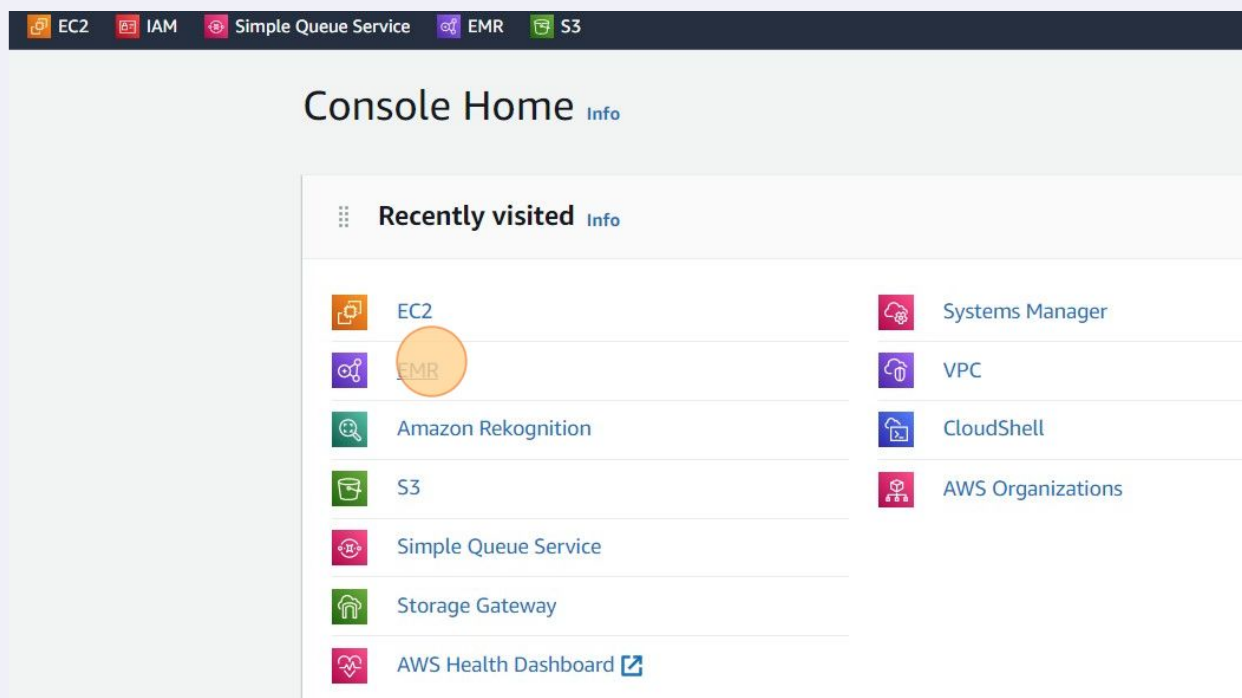 EC2 IAM Simple Queue Service EMR S3
Console Home Info
Recently visited Info
EC2
EMR
Amazon Rekognition
S3
Simple Queue Service
Storage Gateway
AWS Health Dashboard
Systems Manager
VPC
CloudShell
AWS Organizations